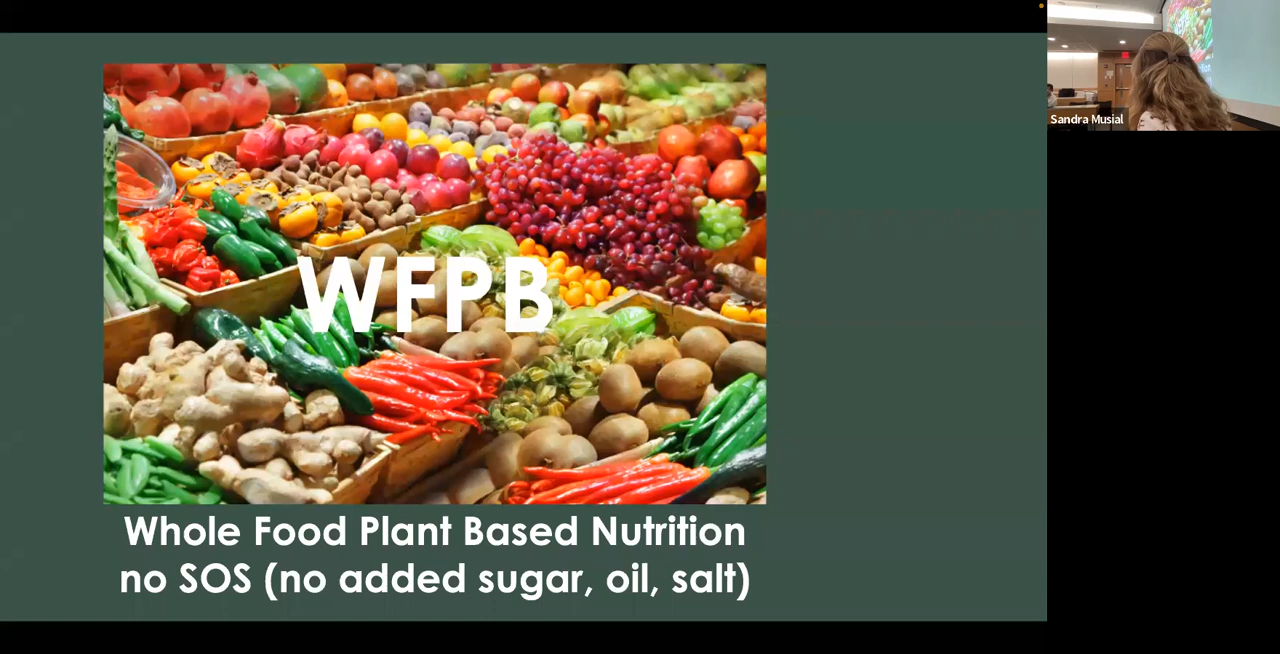 WFPB
Whole Food Plant Based Nutrition
no SOS (no added sugar, oil, salt)
Sandra Musial